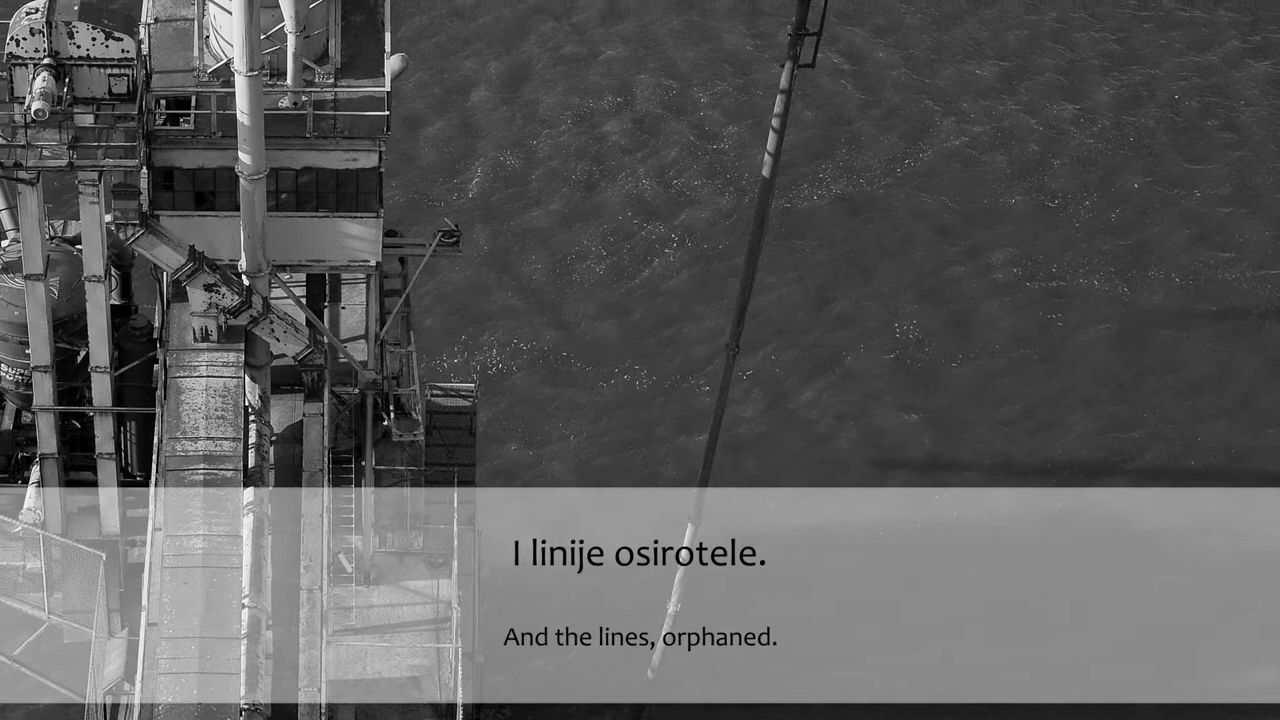 I linije osirotele.
And the lines, orphaned.